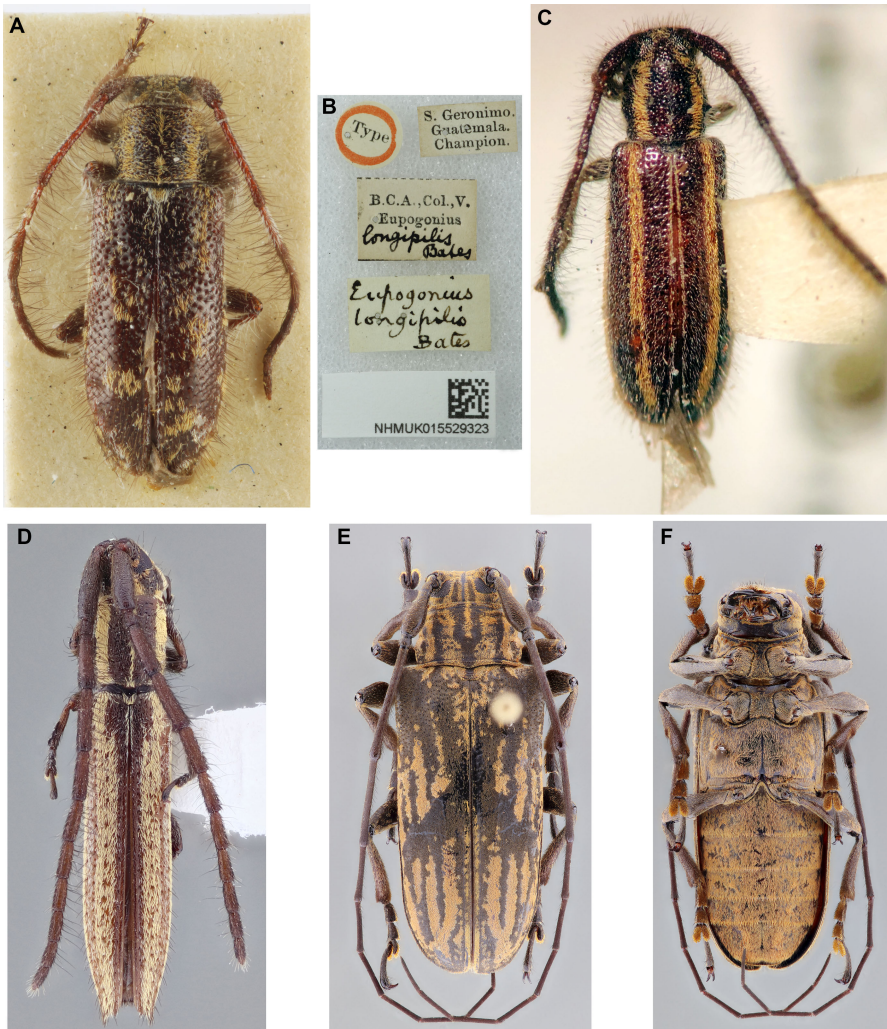 A
B
Type
S. Geronimo.
Guatemala.
Champion.
B.C.A., Col., V.
Eupogonius
longipilis
Bates
Eupogonius
longipilis
Bates
NHMUK015529323
C
D
E
F